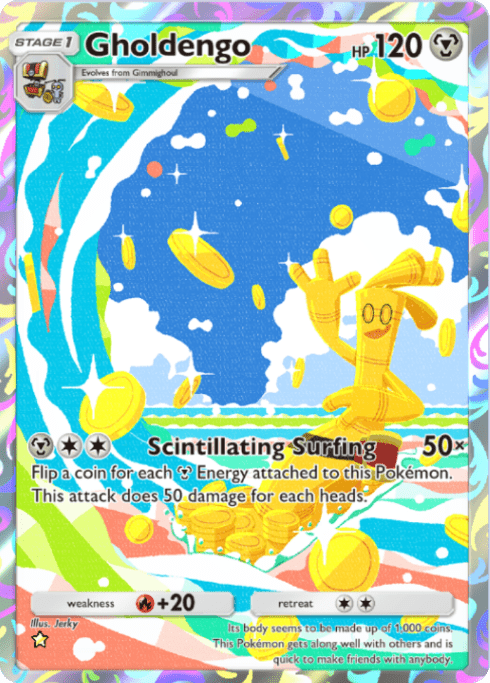 STAGE 1 Gholdengo HP 120
Evolves from Gimmighoul
Scintillating Surfing 50×
Flip a coin for each Energy attached to this Pokémon.
This attack does 50 damage for each heads.
weakness +20 retreat
Illus. Jerky
Its body seems to be made up of 1,000 coins.
This Pokémon gets along well with others and is
quick to make friends with anybody.